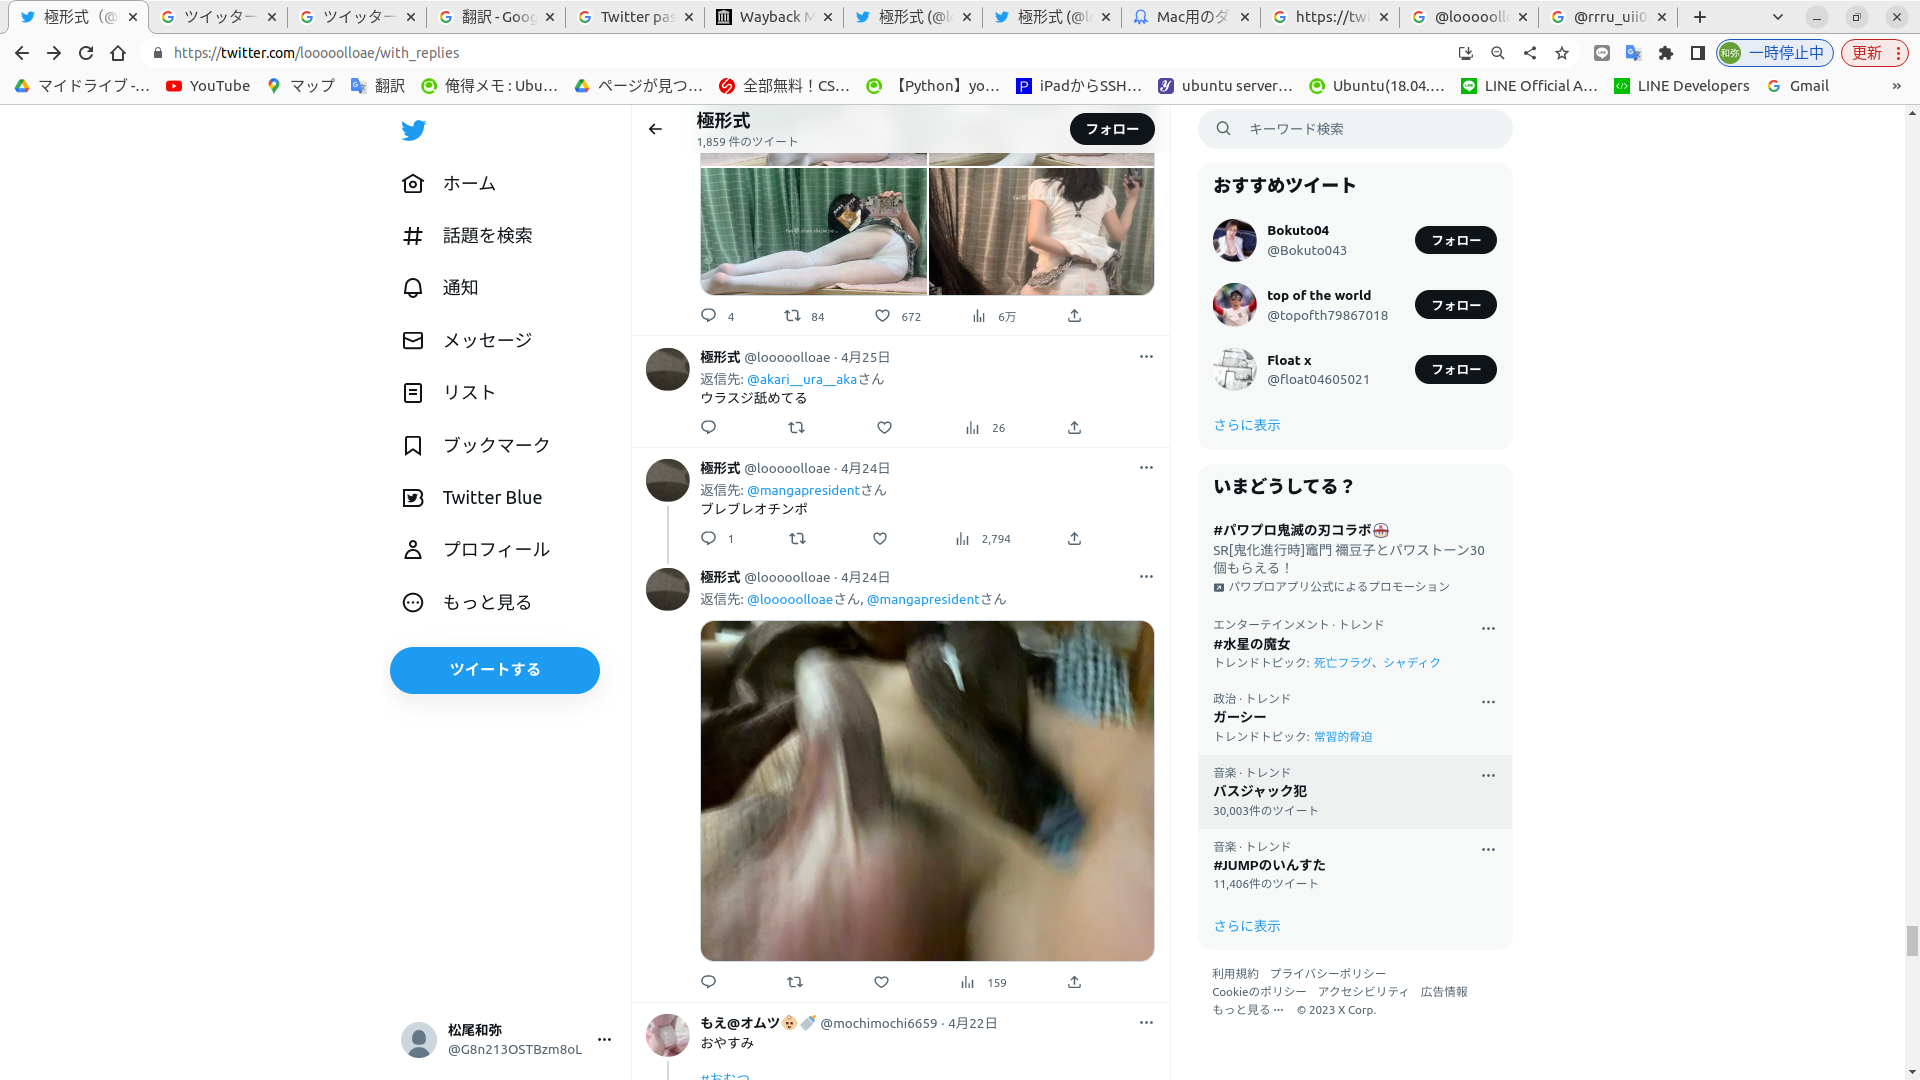 極形式（@
ツイッター
ツイッター
翻訳 - Goog
Twitter pas
Wayback M
極形式 (@lo
極形式 (@lo
Mac用のダ
https://twi
@looooollo
@rrru_uii0
https://twitter.com/looooolloae/with_replies
和弥 一時停止中
更新
マイドライブ -…
YouTube
マップ
翻訳
俺得メモ : Ubu…
ページが見つ…
全部無料！CS…
【Python】yo…
iPadからSSH…
ubuntu server…
Ubuntu(18.04.…
LINE Official A…
LINE Developers
Gmail
»
ホーム
話題を検索
通知
メッセージ
リスト
ブックマーク
Twitter Blue
プロフィール
もっと見る
ツイートする
松尾和弥
@G8n213OSTBzm8oL
極形式
1,859 件のツイート
フォロー
4 84 672 6万
極形式 @looooolloae · 4月25日
返信先: @akari__ura__akaさん
ウラスジ舐めてる
26
極形式 @looooolloae · 4月24日
返信先: @mangapresidentさん
ブレブレオチンポ
1 2,794
極形式 @looooolloae · 4月24日
返信先: @looooolloaeさん, @mangapresidentさん
159
もえ@オムツ👶🍼 @mochimochi6659 · 4月22日
おやすみ
#おむつ
キーワード検索
おすすめツイート
Bokuto04
@Bokuto043
フォロー
top of the world
@topofth79867018
フォロー
Float x
@float04605021
フォロー
さらに表示
いまどうしてる？
#パワプロ鬼滅の刃コラボ
SR[鬼化進行時]竈門 禰豆子とパワストーン30
個もらえる！
パワプロアプリ公式によるプロモーション
エンターテインメント · トレンド
#水星の魔女
トレンドトピック: 死亡フラグ、シャディク
政治 · トレンド
ガーシー
トレンドトピック: 常習的脅迫
音楽 · トレンド
バスジャック犯
30,003件のツイート
音楽 · トレンド
#JUMPのいんすた
11,406件のツイート
さらに表示
利用規約 プライバシーポリシー
Cookieのポリシー アクセシビリティ 広告情報
もっと見る ··· © 2023 X Corp.